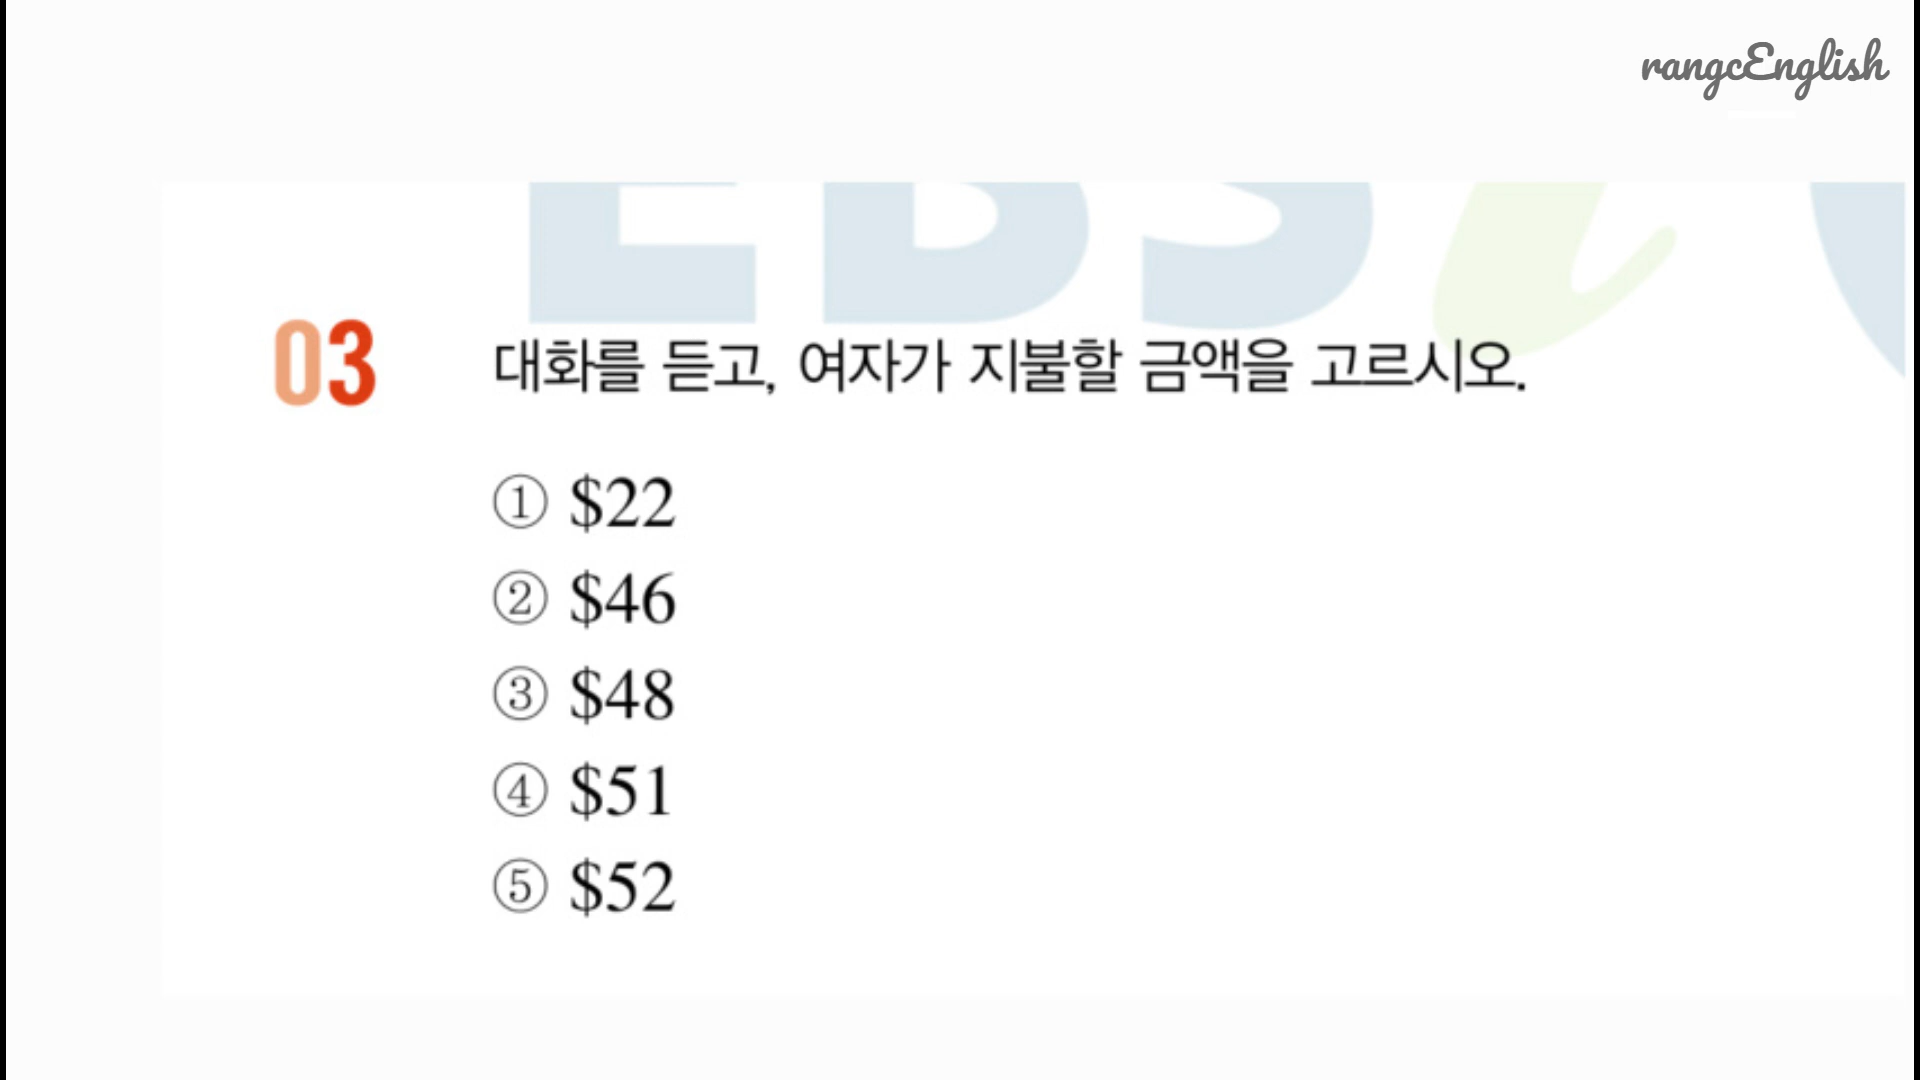 rangcEnglish
EBSi
03 대화를 듣고, 여자가 지불할 금액을 고르시오.
① $22
② $46
③ $48
④ $51
⑤ $52